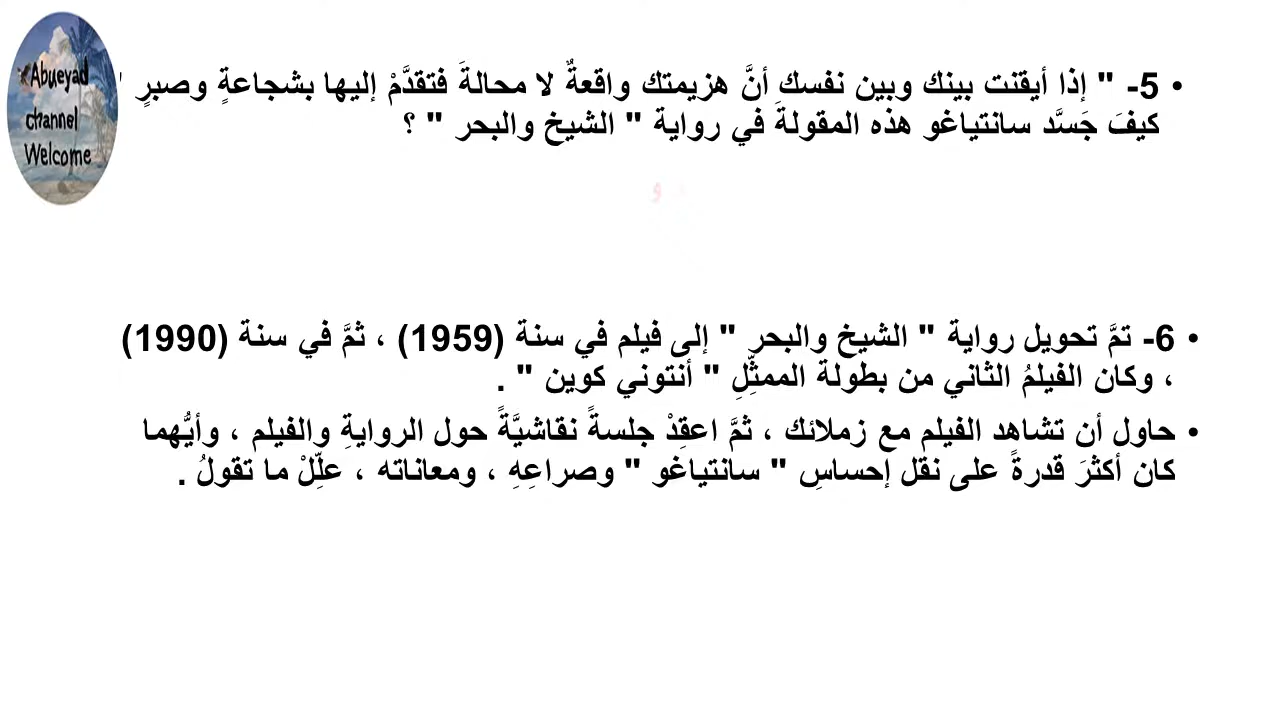 Abueyad
channel
Welcome
• 5- " إذا أيقنت بينك وبين نفسك أنَّ هزيمتك واقعةٌ لا محالةَ فتقدَّمْ إليها بشجاعةٍ وصبرٍ "
كيفَ جَسَّد سانتياغو هذه المقولةَ في رواية " الشيخ والبحر " ؟
و
• 6- تمَّ تحويل رواية " الشيخ والبحر " إلى فيلم في سنة (1959) ، ثمَّ في سنة (1990)
، وكان الفيلمُ الثاني من بطولة الممثِّلِ " أنتوني كوين " .
• حاول أن تشاهد الفيلم مع زملائك ، ثمَّ اعقِدْ جلسةً نقاشيَّةً حول الروايةِ والفيلم ، وأيُّهما
كان أكثرَ قدرةً على نقل إحساسِ " سانتياغو " وصراعِهِ ، ومعاناته ، علِّلْ ما تقولُ .